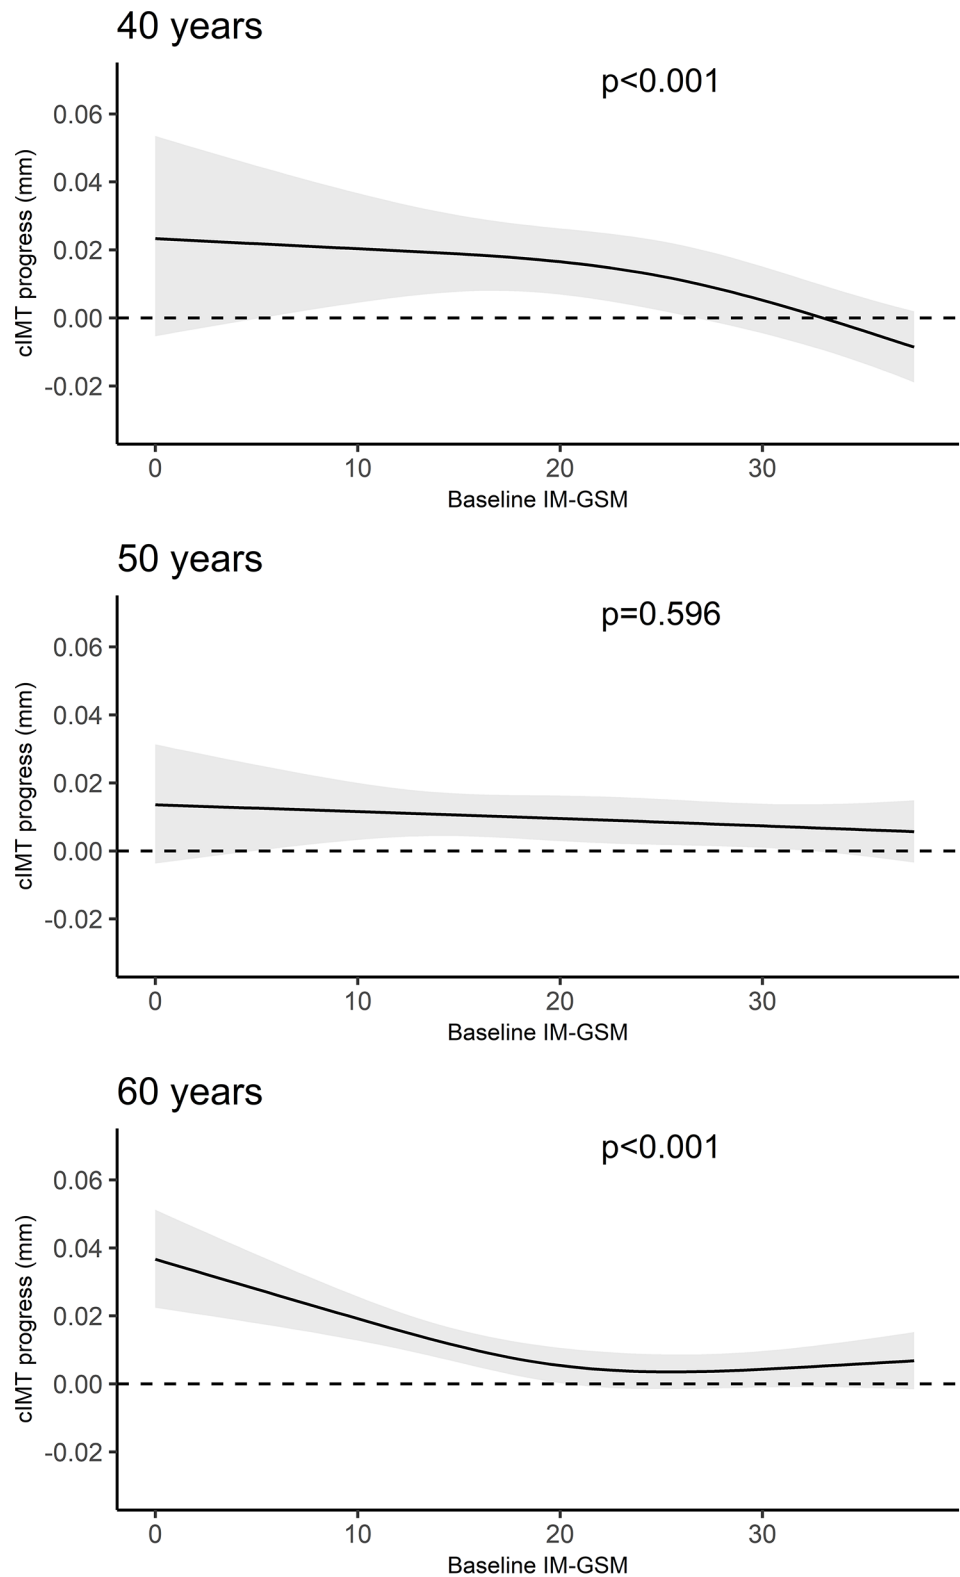 40 years
p<0.001
cIMT progress (mm)
0.06
0.04
0.02
0.00
-0.02
0 10 20 30
Baseline IM-GSM
50 years
p=0.596
cIMT progress (mm)
0.06
0.04
0.02
0.00
-0.02
0 10 20 30
Baseline IM-GSM
60 years
p<0.001
cIMT progress (mm)
0.06
0.04
0.02
0.00
-0.02
0 10 20 30
Baseline IM-GSM